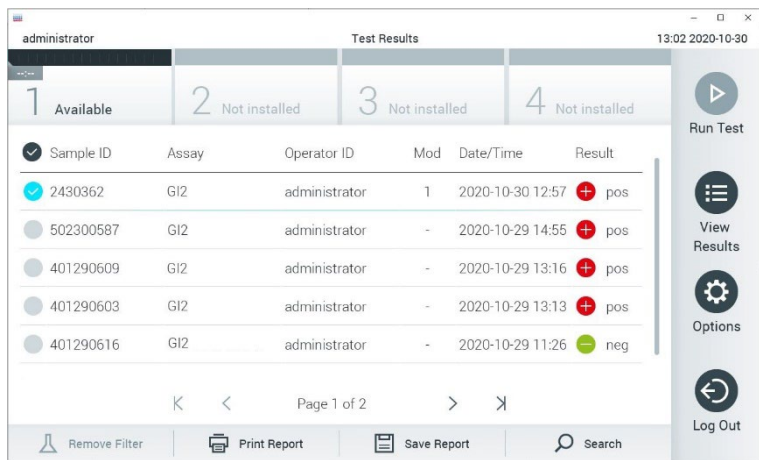 administrator Test Results 13:02 2020-10-30
--:--
1 Available 2 Not installed 3 Not installed 4 Not installed
Run Test
Sample ID Assay Operator ID Mod Date/Time Result
2430362 GI2 administrator 1 2020-10-30 12:57 pos
View Results
502300587 GI2 administrator - 2020-10-29 14:55 pos
401290609 GI2 administrator - 2020-10-29 13:16 pos
401290603 GI2 administrator - 2020-10-29 13:13 pos
Options
401290616 GI2 administrator - 2020-10-29 11:26 neg
Page 1 of 2
Log Out
Remove Filter Print Report Save Report Search